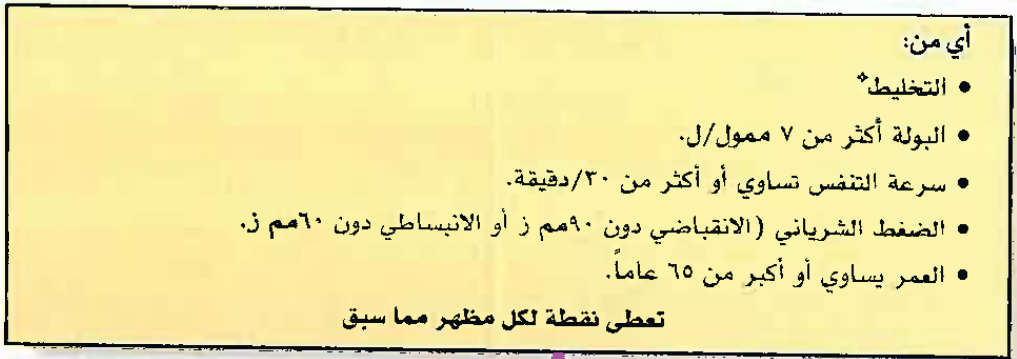 أي من:
• التخليط*
• البولة أكثر من ٧ ممول/ل.
• سرعة التنفس تساوي أو أكثر من ٣٠/دقيقة.
• الضغط الشرياني (الانقباضي دون ٩٠مم ز أو الانبساطي دون ٦٠مم ز.
• العمر يساوي أو أكبر من ٦٥ عاماً.
تعطى نقطة لكل مظهر مما سبق